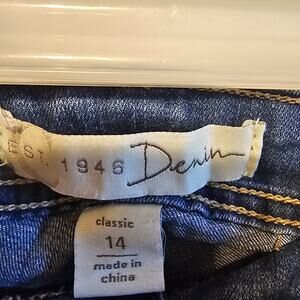 EST. 1946 Denim
classic
14
made in
china